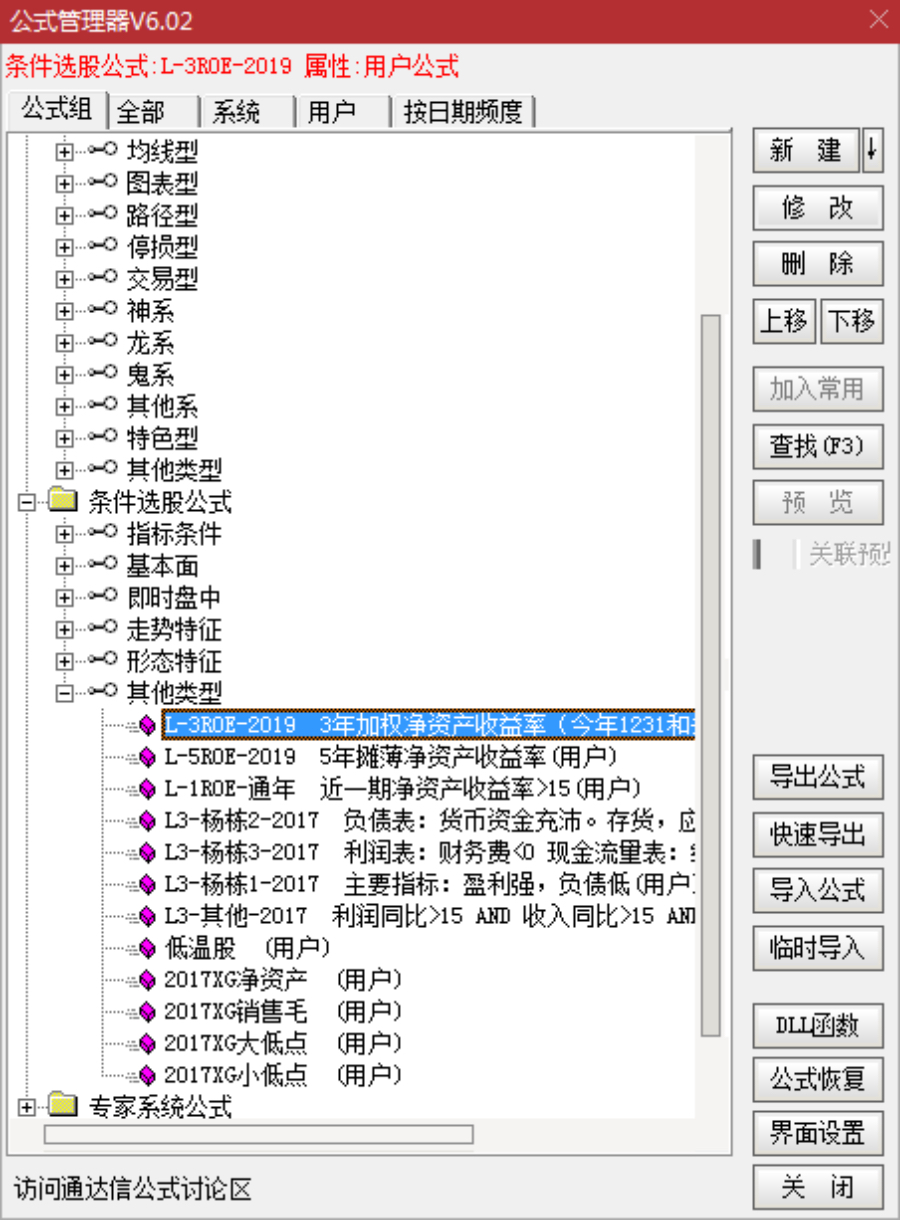 公式管理器V6.02
条件选股公式:L-3ROE-2019 属性:用户公式
公式组 全部 系统 用户 按日期频度
均线型
图表型
路径型
停损型
交易型
神系
龙系
鬼系
其他系
特色型
其他类型
条件选股公式
指标条件
基本面
即时盘中
走势特征
形态特征
其他类型
L-3ROE-2019 3年加权净资产收益率(今年1231和
L-5ROE-2019 5年摊薄净资产收益率(用户)
L-1ROE-通年 近一期净资产收益率>15(用户)
L3-杨栋2-2017 负债表：货币资金充沛。存货，应
L3-杨栋3-2017 利润表：财务费<0 现金流量表：
L3-杨栋1-2017 主要指标：盈利强，负债低(用户)
L3-其他-2017 利润同比>15 AND 收入同比>15 AND
低温股 (用户)
2017XG净资产 (用户)
2017XG销售毛 (用户)
2017XG大低点 (用户)
2017XG小低点 (用户)
专家系统公式
访问通达信公式讨论区
新 建 ↓
修 改
删 除
上移 下移
加入常用
查找(F3)
预 览
关联预览
导出公式
快速导出
导入公式
临时导入
DLL函数
公式恢复
界面设置
关 闭